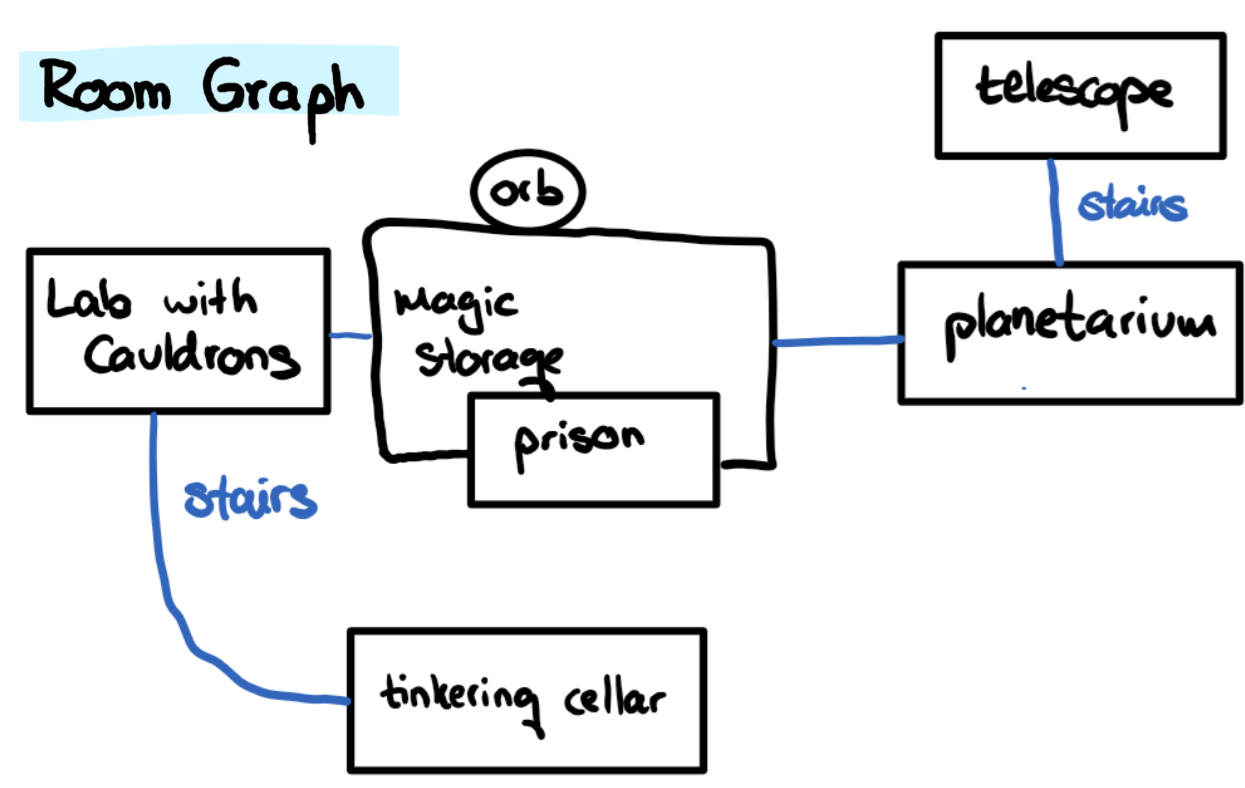 Room Graph
telescope
orb
stairs
Lab with
Cauldrons
Magic
Storage
planetarium
prison
stairs
tinkering cellar